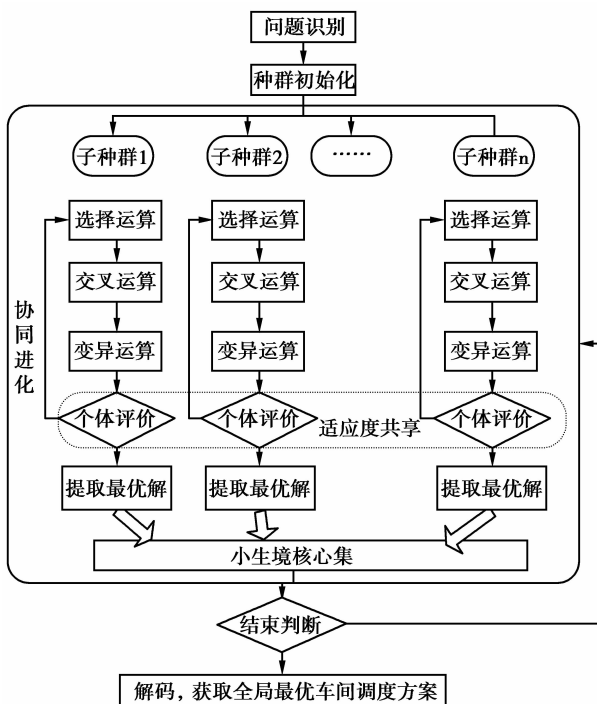 问题识别
种群初始化
子种群1 子种群2 …… 子种群n
选择运算 选择运算 选择运算
交叉运算 交叉运算 交叉运算
协同进化
变异运算 变异运算 变异运算
个体评价 个体评价 适应度共享 个体评价
提取最优解 提取最优解 提取最优解
小生境核心集
结束判断
解码，获取全局最优车间调度方案